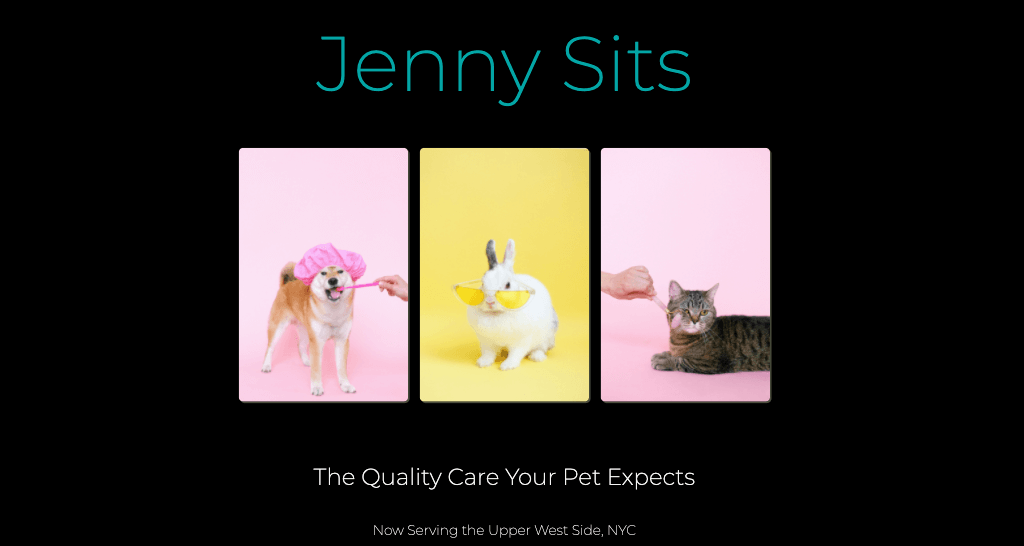 Jenny Sits
The Quality Care Your Pet Expects
Now Serving the Upper West Side, NYC